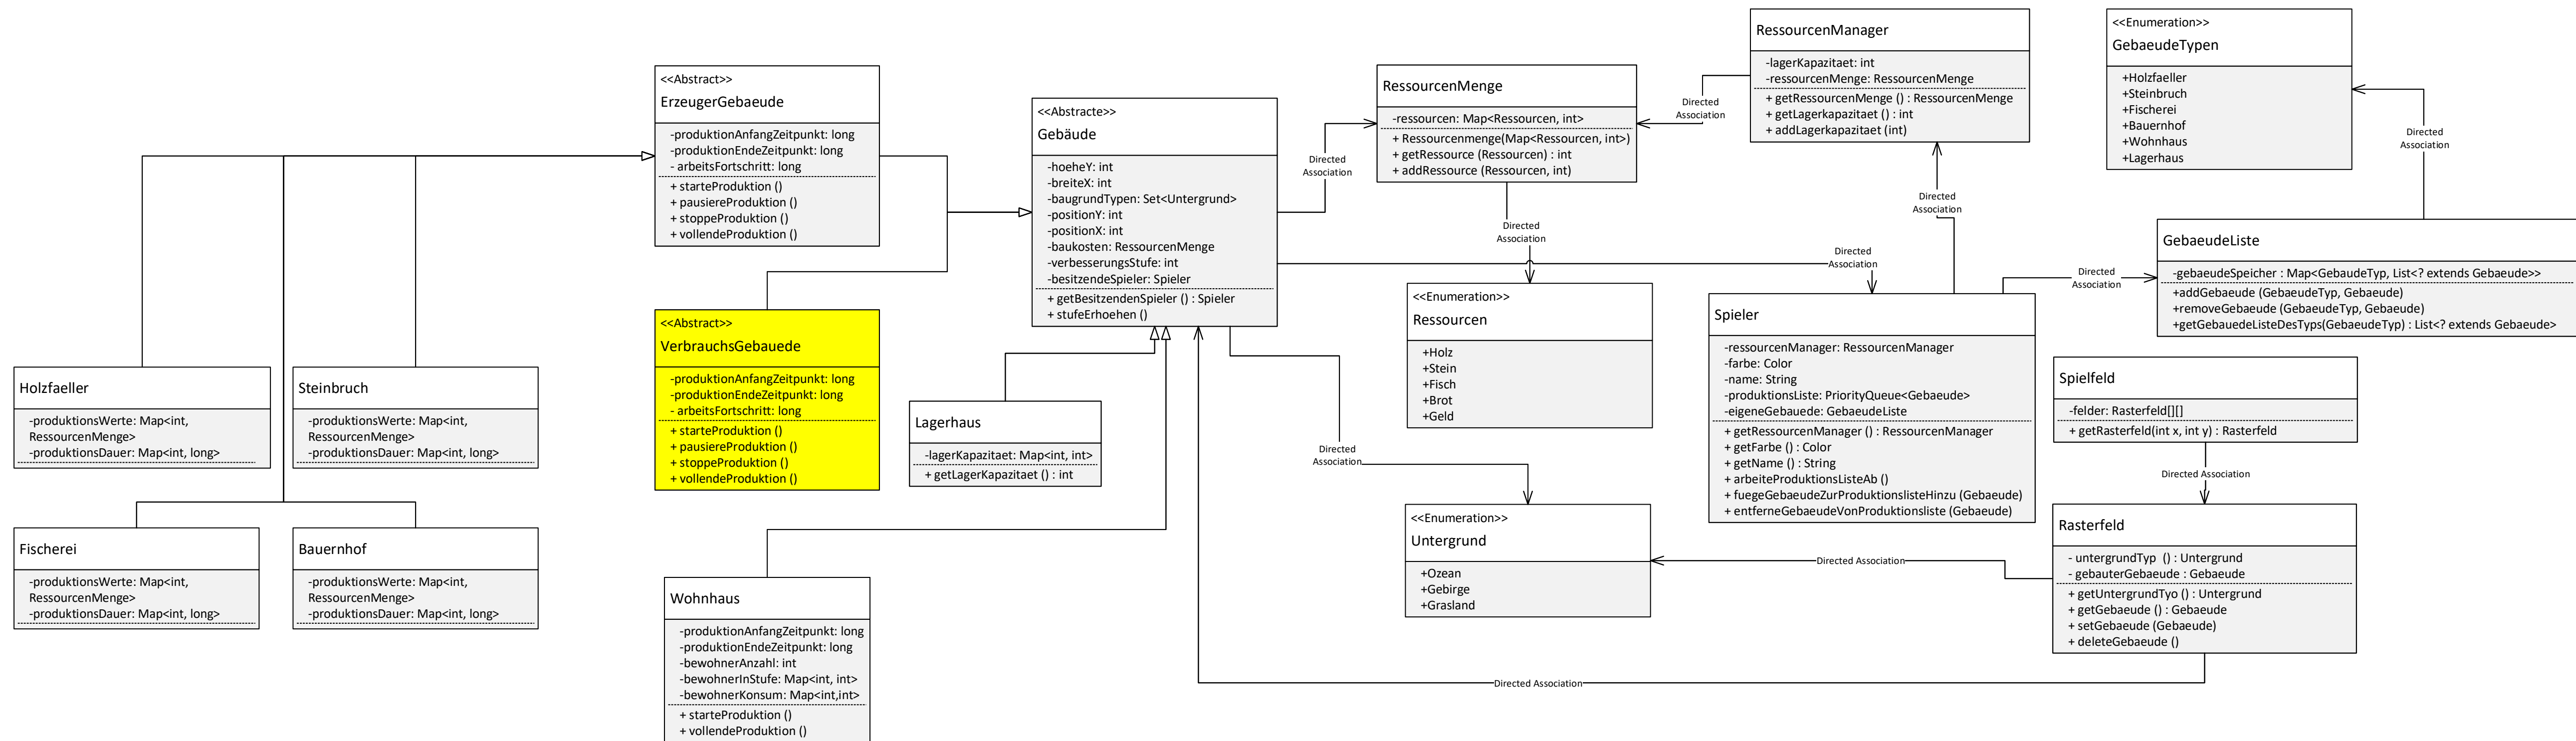 <<Abstract>>
ErzeugerGebaeude
-produktionAnfangZeitpunkt: long
-produktionEndeZeitpunkt: long
- arbeitsFortschritt: long
+ starteProduktion ()
+ pausiereProduktion ()
+ stoppeProduktion ()
+ vollendeProduktion ()
<<Abstract>>
VerbrauchsGebauede
-produktionAnfangZeitpunkt: long
-produktionEndeZeitpunkt: long
- arbeitsFortschritt: long
+ starteProduktion ()
+ pausiereProduktion ()
+ stoppeProduktion ()
+ vollendeProduktion ()
Holzfaeller
-produktionsWerte: Map<int,
RessourcenMenge>
-produktionsDauer: Map<int, long>
Steinbruch
-produktionsWerte: Map<int,
RessourcenMenge>
-produktionsDauer: Map<int, long>
Fischerei
-produktionsWerte: Map<int,
RessourcenMenge>
-produktionsDauer: Map<int, long>
Bauernhof
-produktionsWerte: Map<int,
RessourcenMenge>
-produktionsDauer: Map<int, long>
Wohnhaus
-produktionAnfangZeitpunkt: long
-produktionEndeZeitpunkt: long
-bewohnerAnzahl: int
-bewohnerInStufe: Map<int, int>
-bewohnerKonsum: Map<int,int>
+ starteProduktion ()
+ vollendeProduktion ()
Lagerhaus
-lagerKapazitaet: Map<int, int>
+ getLagerKapazitaet () : int
<<Abstracte>>
Gebäude
-hoeheY: int
-breiteX: int
-baugrundTypen: Set<Untergrund>
-positionY: int
-positionX: int
-baukosten: RessourcenMenge
-verbesserungsStufe: int
-besitzendeSpieler: Spieler
+ getBesitzendenSpieler () : Spieler
+ stufeErhoehen ()
Directed
Association
Directed
Association
RessourcenMenge
-ressourcen: Map<Ressourcen, int>
+ Ressourcenmenge(Map<Ressourcen, int>)
+ getRessource (Ressourcen) : int
+ addRessource (Ressourcen, int)
Directed
Association
<<Enumeration>>
Ressourcen
+Holz
+Stein
+Fisch
+Brot
+Geld
<<Enumeration>>
Untergrund
+Ozean
+Gebirge
+Grasland
Directed
Association
RessourcenManager
-lagerKapazitaet: int
-ressourcenMenge: RessourcenMenge
+ getRessourcenMenge () : RessourcenMenge
+ getLagerkapazitaet () : int
+ addLagerkapazitaet (int)
Directed
Association
Directed
Association
Spieler
-ressourcenManager: RessourcenManager
-farbe: Color
-name: String
-produktionsListe: PriorityQueue<Gebaeude>
-eigeneGebauede: GebaeudeListe
+ getRessourcenManager () : RessourcenManager
+ getFarbe () : Color
+ getName () : String
+ arbeiteProduktionsListeAb ()
+ fuegeGebaeudeZurProduktionslisteHinzu (Gebaeude)
+ entferneGebaeudeVonProduktionsliste (Gebaeude)
Directed
Association
<<Enumeration>>
GebaeudeTypen
+Holzfaeller
+Steinbruch
+Fischerei
+Bauernhof
+Wohnhaus
+Lagerhaus
Directed
Association
GebaeudeListe
-gebaeudeSpeicher : Map<GebaudeTyp, List<? extends Gebaeude>>
+addGebaeude (GebaeudeTyp, Gebaeude)
+removeGebaeude (GebaeudeTyp, Gebaeude)
+getGebauedeListeDesTyps(GebaeudeTyp) : List<? extends Gebaeude>
Spielfeld
-felder: Rasterfeld[][]
+ getRasterfeld(int x, int y) : Rasterfeld
Directed Association
Rasterfeld
- untergrundTyp () : Untergrund
- gebauterGebaeude : Gebaeude
+ getUntergrundTyo () : Untergrund
+ getGebaeude () : Gebaeude
+ setGebaeude (Gebaeude)
+ deleteGebaeude ()
Directed Association
Directed Association